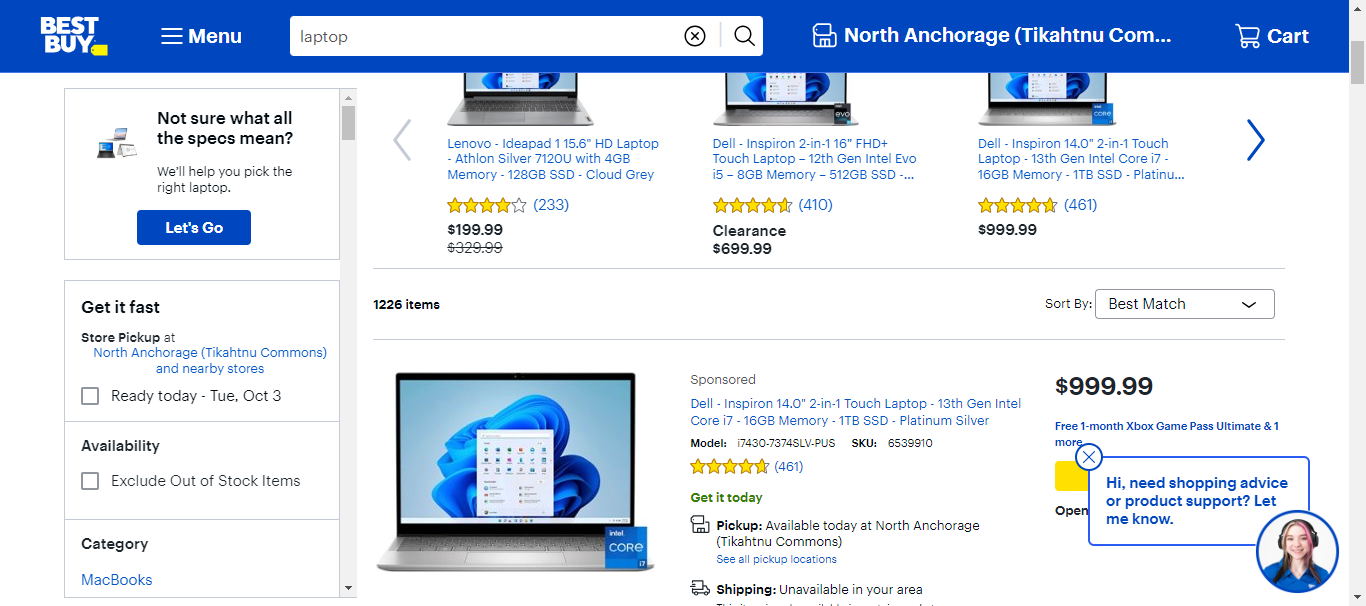 BEST
BUY
Menu
laptop
North Anchorage (Tikahtnu Com...
Cart
Not sure what all
the specs mean?
We'll help you pick the
right laptop.
Let's Go
Lenovo - Ideapad 1 15.6" HD Laptop
- Athlon Silver 7120U with 4GB
Memory - 128GB SSD - Cloud Grey
(233)
$199.99
$329.99
evo
Dell - Inspiron 2-in-1 16" FHD+
Touch Laptop – 12th Gen Intel Evo
i5 – 8GB Memory – 512GB SSD -...
(410)
Clearance
$699.99
CORE
Dell - Inspiron 14.0" 2-in-1 Touch
Laptop - 13th Gen Intel Core i7 -
16GB Memory - 1TB SSD - Platinu...
(461)
$999.99
Get it fast
Store Pickup at
North Anchorage (Tikahtnu Commons)
and nearby stores
Ready today - Tue, Oct 3
Availability
Exclude Out of Stock Items
Category
MacBooks
1226 items
Sort By:
Best Match
intel
CORE
i7
Sponsored
Dell - Inspiron 14.0" 2-in-1 Touch Laptop - 13th Gen Intel
Core i7 - 16GB Memory - 1TB SSD - Platinum Silver
Model: i7430-7374SLV-PUS SKU: 6539910
(461)
Get it today
Pickup: Available today at North Anchorage
(Tikahtnu Commons)
See all pickup locations
Shipping: Unavailable in your area
$999.99
Free 1-month Xbox Game Pass Ultimate & 1
more
Open
Hi, need shopping advice
or product support? Let
me know.